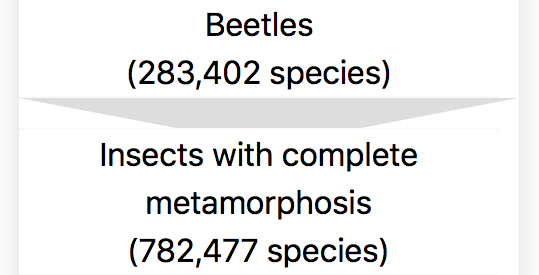 Beetles
(283,402 species)
Insects with complete
metamorphosis
(782,477 species)